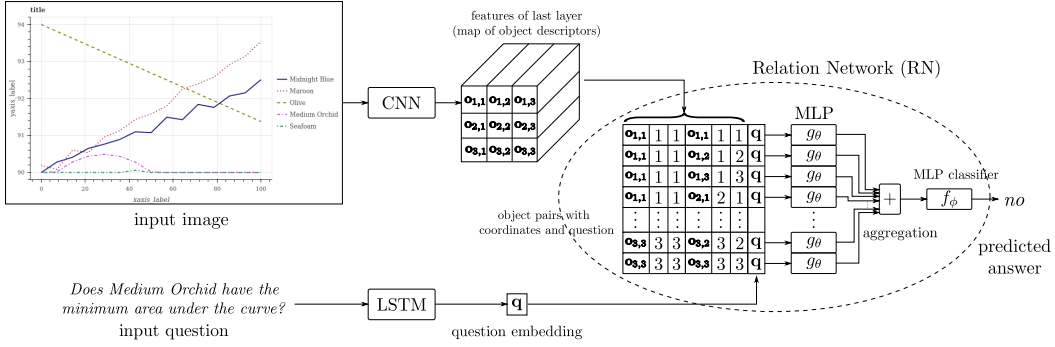 title
94
92
91
90
0
20
40
60
80
100
yaxis_label
xaxis_label
Midnight Blue
Maroon
Olive
Medium Orchid
Seafoam
input image
CNN
features of last layer
(map of object descriptors)
o1,1 o1,2 o1,3
o2,1 o2,2 o2,3
o3,1 o3,2 o3,3
Relation Network (RN)
MLP
o1,1 1 1 o1,1 1 1 q gθ
o1,1 1 1 o1,2 1 2 q gθ
o1,1 1 1 o1,3 1 3 q gθ
o1,1 1 1 o2,1 2 1 q gθ
⋮ ⋮ ⋮ ⋮ ⋮ ⋮ ⋮ ⋮
o3,3 3 3 o3,2 3 2 q gθ
o3,3 3 3 o3,3 3 3 q gθ
object pairs with
coordinates and question
+
aggregation
MLP classifier
fϕ
no
predicted
answer
Does Medium Orchid have the
minimum area under the curve?
input question
LSTM
q
question embedding